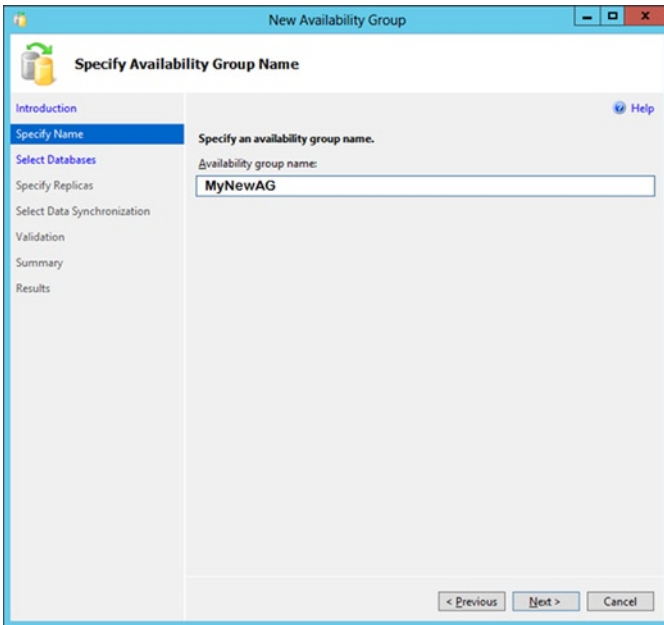 New Availability Group
Specify Availability Group Name
Introduction
Help
Specify Name
Specify an availability group name.
Select Databases
Availability group name:
Specify Replicas
MyNewAG
Select Data Synchronization
Validation
Summary
Results
< Previous
Next >
Cancel